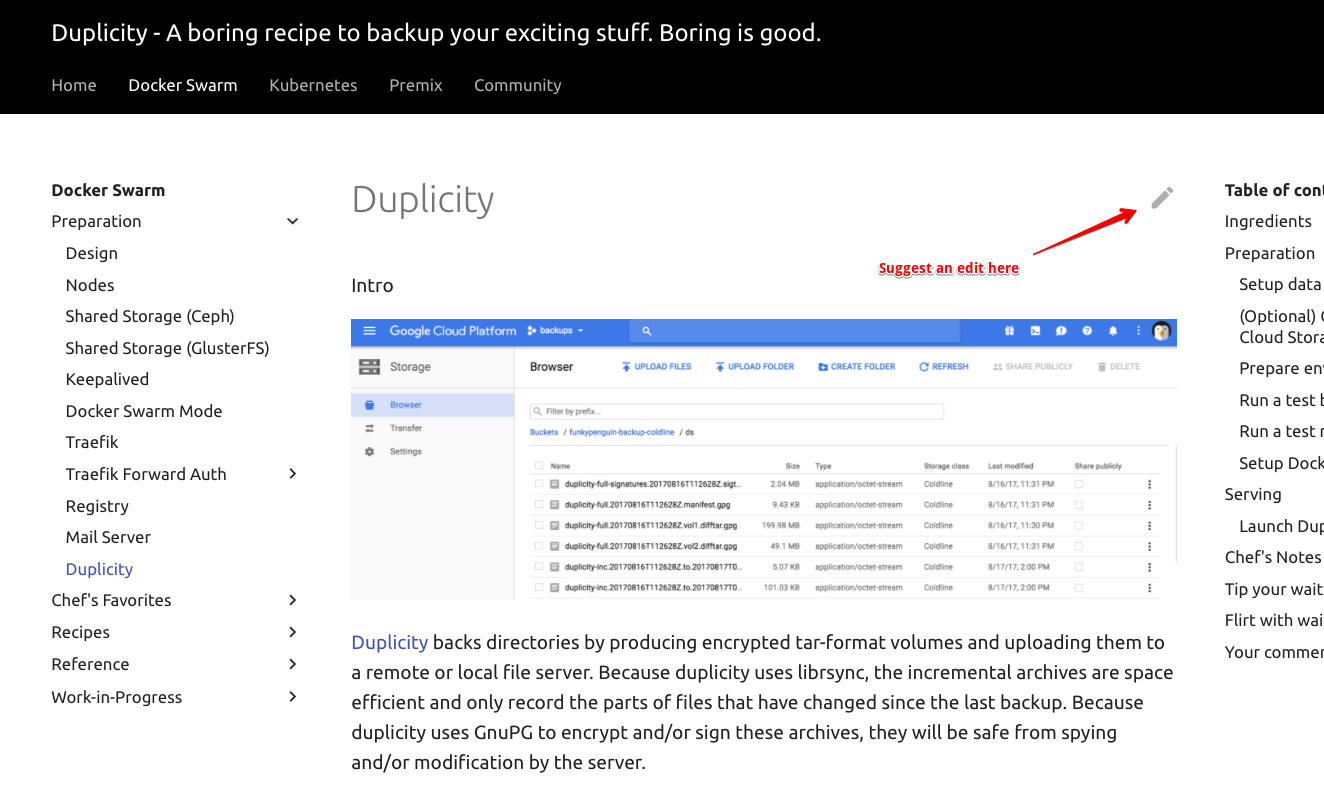 Duplicity - A boring recipe to backup your exciting stuff. Boring is good.
Home Docker Swarm Kubernetes Premix Community
Docker Swarm
Preparation
Design
Nodes
Shared Storage (Ceph)
Shared Storage (GlusterFS)
Keepalived
Docker Swarm Mode
Traefik
Traefik Forward Auth
Registry
Mail Server
Duplicity
Chef's Favorites
Recipes
Reference
Work-in-Progress
Duplicity
Suggest an edit here
Intro
Google Cloud Platform backups
Storage
Browser UPLOAD FILES UPLOAD FOLDER CREATE FOLDER REFRESH SHARE PUBLICLY DELETE
Browser
Transfer
Settings
Filter by prefix...
Buckets / funkypenguin-backup-coldline / ds
Name Size Type Storage class Last modified Share publicly
duplicity-full-signatures.20170816T112628Z.sigt... 2.04 MB application/octet-stream Coldline 8/16/17, 11:31 PM
duplicity-full.20170816T112628Z.manifest.gpg 9.43 KB application/octet-stream Coldline 8/16/17, 11:31 PM
duplicity-full.20170816T112628Z.vol1.difftar.gpg 199.98 MB application/octet-stream Coldline 8/16/17, 11:30 PM
duplicity-full.20170816T112628Z.vol2.difftar.gpg 49.1 MB application/octet-stream Coldline 8/16/17, 11:31 PM
duplicity-inc.20170816T112628Z.to.20170817T0... 5.07 KB application/octet-stream Coldline 8/17/17, 2:00 PM
duplicity-inc.20170816T112628Z.to.20170817T0... 101.03 KB application/octet-stream Coldline 8/17/17, 2:00 PM
Duplicity backs directories by producing encrypted tar-format volumes and uploading them to
a remote or local file server. Because duplicity uses librsync, the incremental archives are space
efficient and only record the parts of files that have changed since the last backup. Because
duplicity uses GnuPG to encrypt and/or sign these archives, they will be safe from spying
and/or modification by the server.
Table of cont
Ingredients
Preparation
Setup data
(Optional)
Cloud Stora
Prepare env
Run a test b
Run a test r
Setup Dock
Serving
Launch Dup
Chef's Notes
Tip your wait
Flirt with wai
Your commen